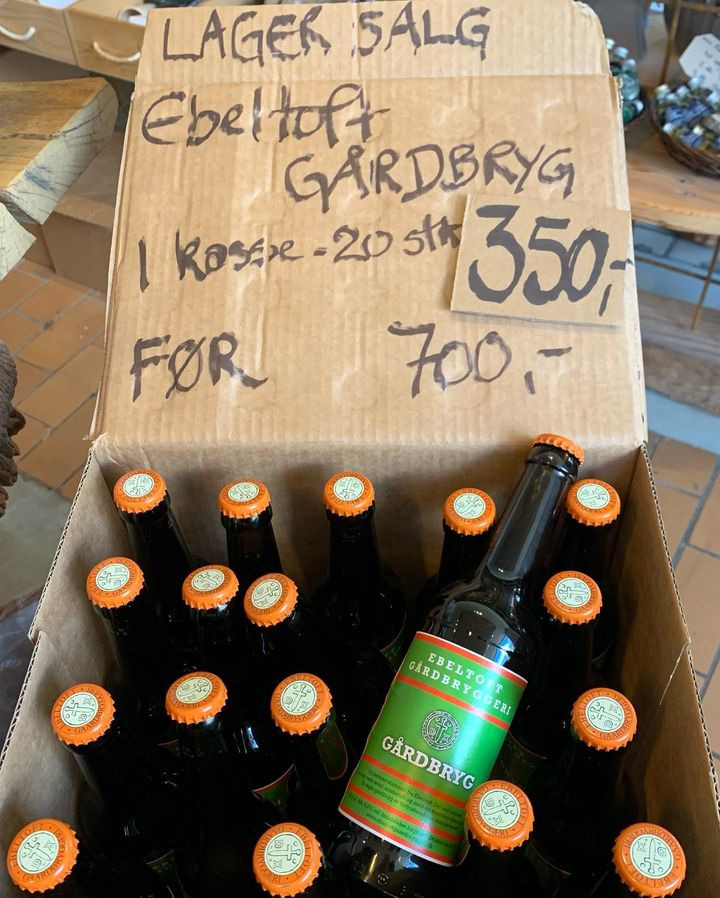 LAGER SALG
Ebeltoft
GÅRDBRYG
1 kasse - 20 stk
350,-
FØR 700,-
EBELTOFT
GÅRDBRYGGERI
GÅRDBRYG